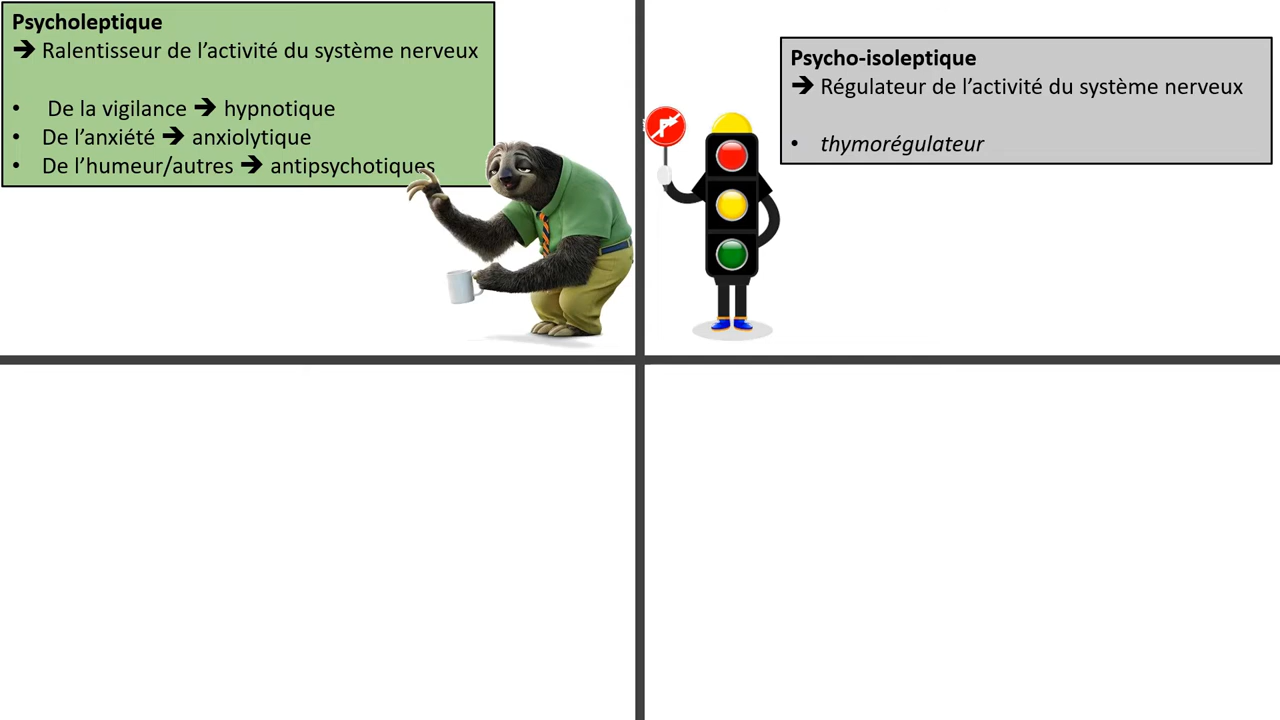 Psycholeptique
➔ Ralentisseur de l’activité du système nerveux
• De la vigilance ➔ hypnotique
• De l’anxiété ➔ anxiolytique
• De l’humeur/autres ➔ antipsychotiques
Psycho-isoleptique
➔ Régulateur de l’activité du système nerveux
• thymorégulateur